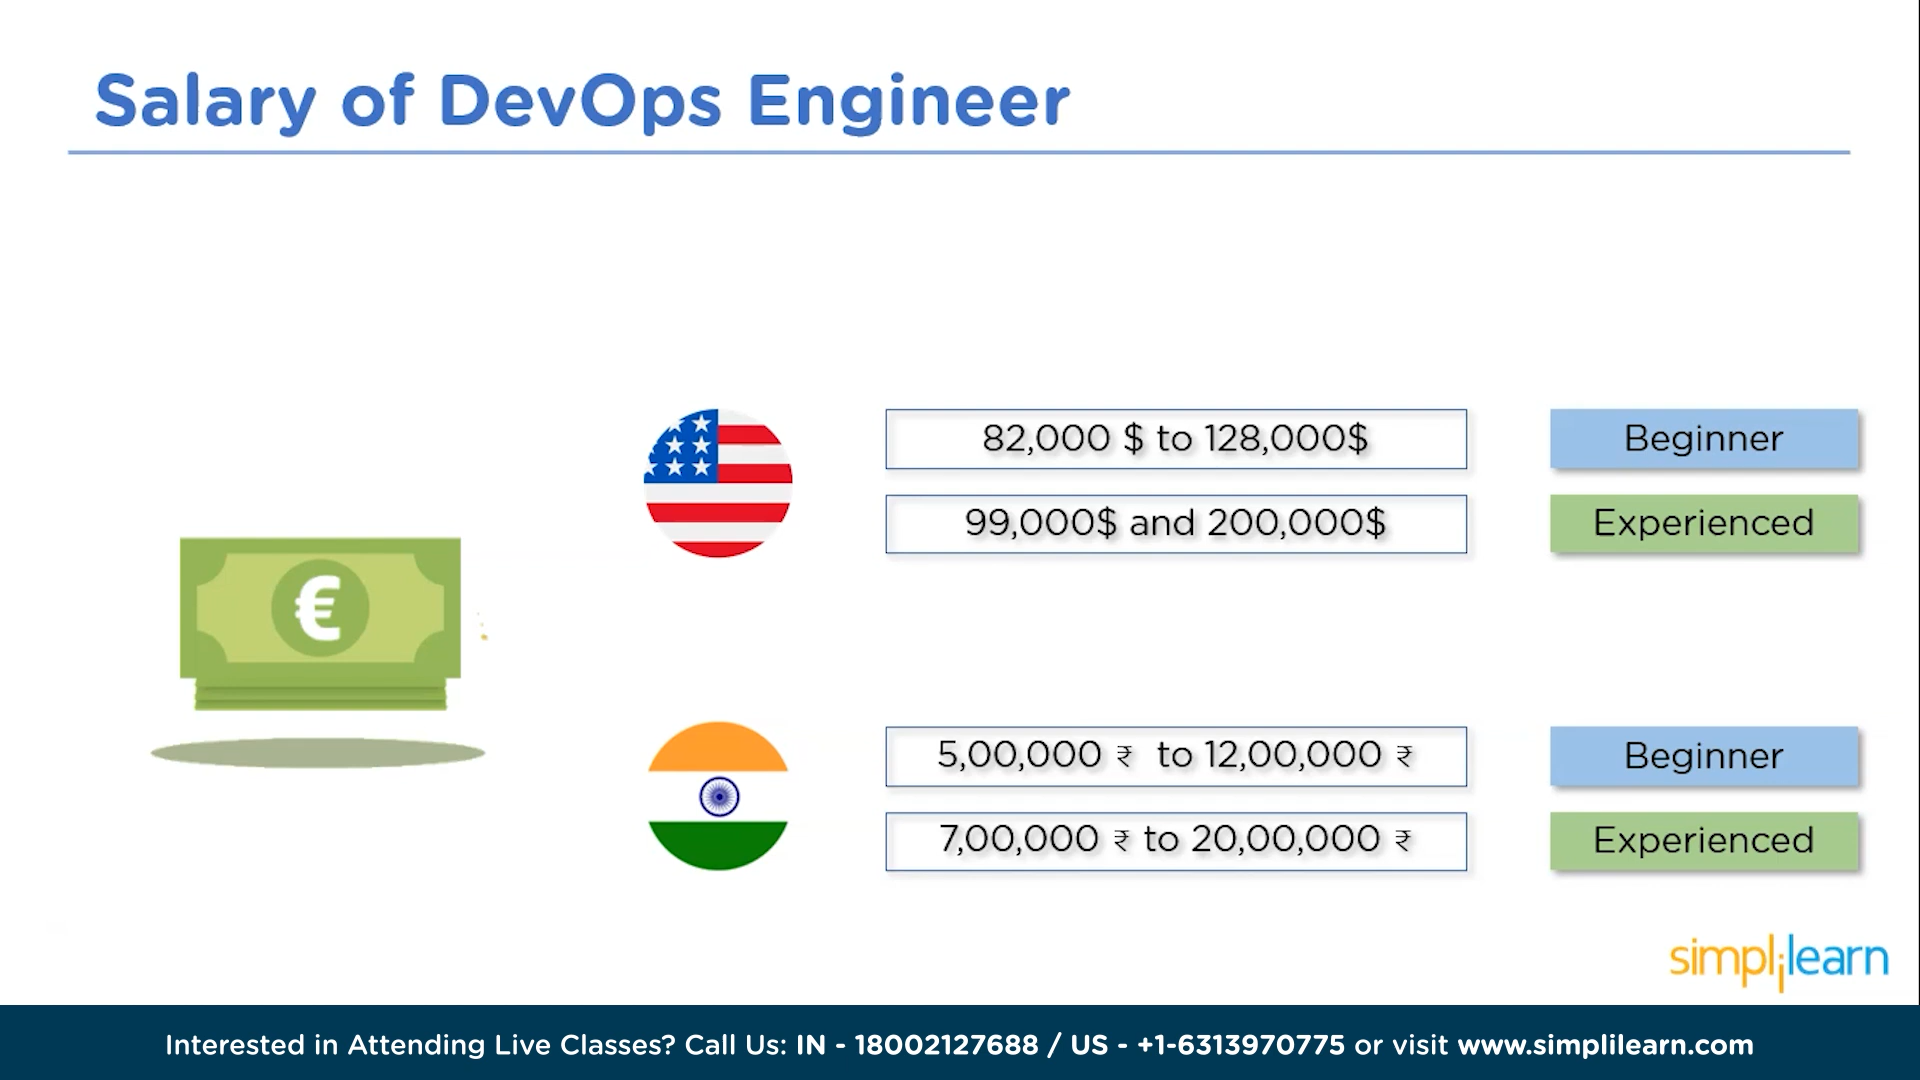 Salary of DevOps Engineer
82,000 $ to 128,000$
Beginner
99,000$ and 200,000$
Experienced
€
5,00,000 ₹ to 12,00,000 ₹
Beginner
7,00,000 ₹ to 20,00,000 ₹
Experienced
simplilearn
Interested in Attending Live Classes? Call Us: IN - 18002127688 / US - +1-6313970775 or visit www.simplilearn.com